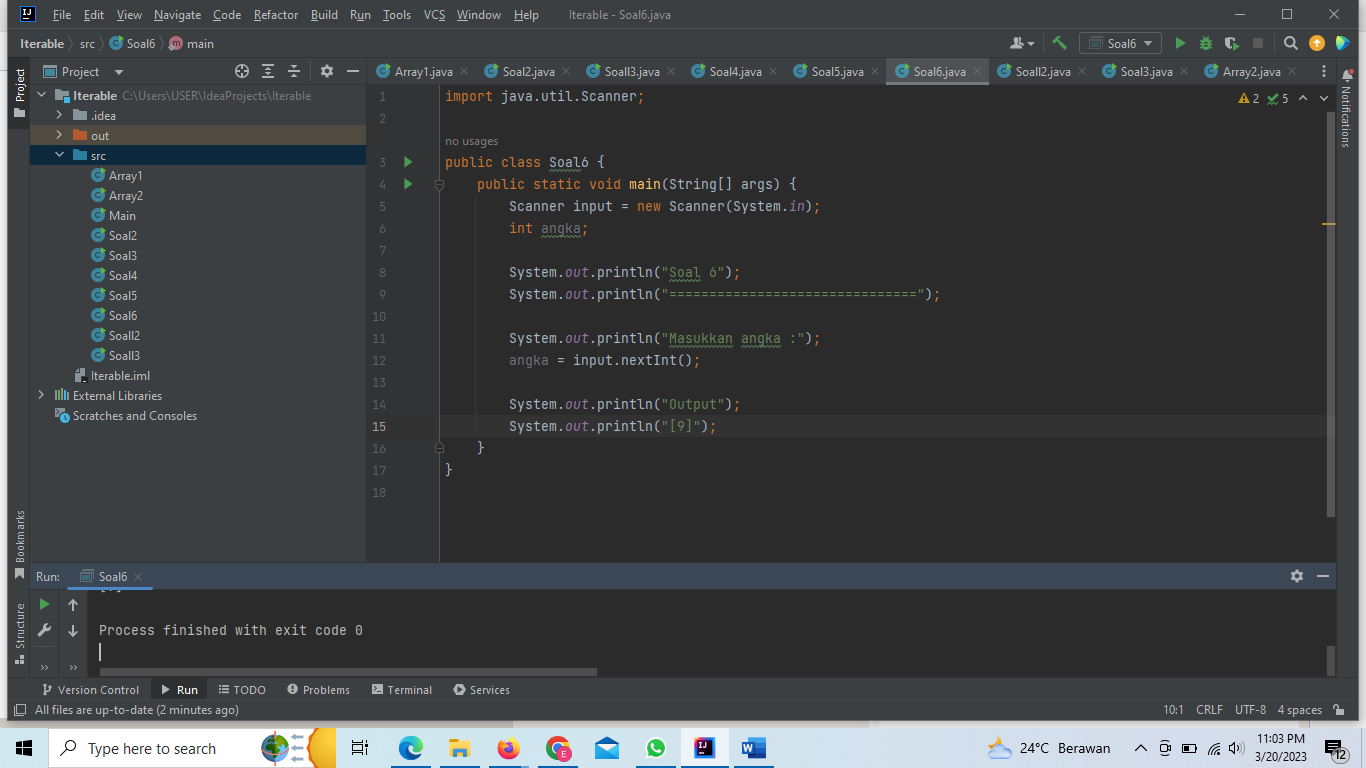 File Edit View Navigate Code Refactor Build Run Tools VCS Window Help Iterable - Soal6.java
Iterable src Soal6 main Soal6
Project
Array1.java Soal2.java Soall3.java Soal4.java Soal5.java Soal6.java Soall2.java Soal3.java Array2.java
Project
Notifications
Iterable C:\Users\USER\IdeaProjects\Iterable
.idea
out
src
Array1
Array2
Main
Soal2
Soal3
Soal4
Soal5
Soal6
Soall2
Soall3
Iterable.iml
External Libraries
Scratches and Consoles
2 5
1 import java.util.Scanner;
2
no usages
3 public class Soal6 {
4 public static void main(String[] args) {
5 Scanner input = new Scanner(System.in);
6 int angka;
7
8 System.out.println("Soal 6");
9 System.out.println("===============================");
10
11 System.out.println("Masukkan angka :");
12 angka = input.nextInt();
13
14 System.out.println("Output");
15 System.out.println("[9]");
16 }
17 }
18
Bookmarks
Structure
Run: Soal6
Process finished with exit code 0
Version Control Run TODO Problems Terminal Services
All files are up-to-date (2 minutes ago) 10:1 CRLF UTF-8 4 spaces
Type here to search 24°C Berawan 11:03 PM
3/20/2023 12